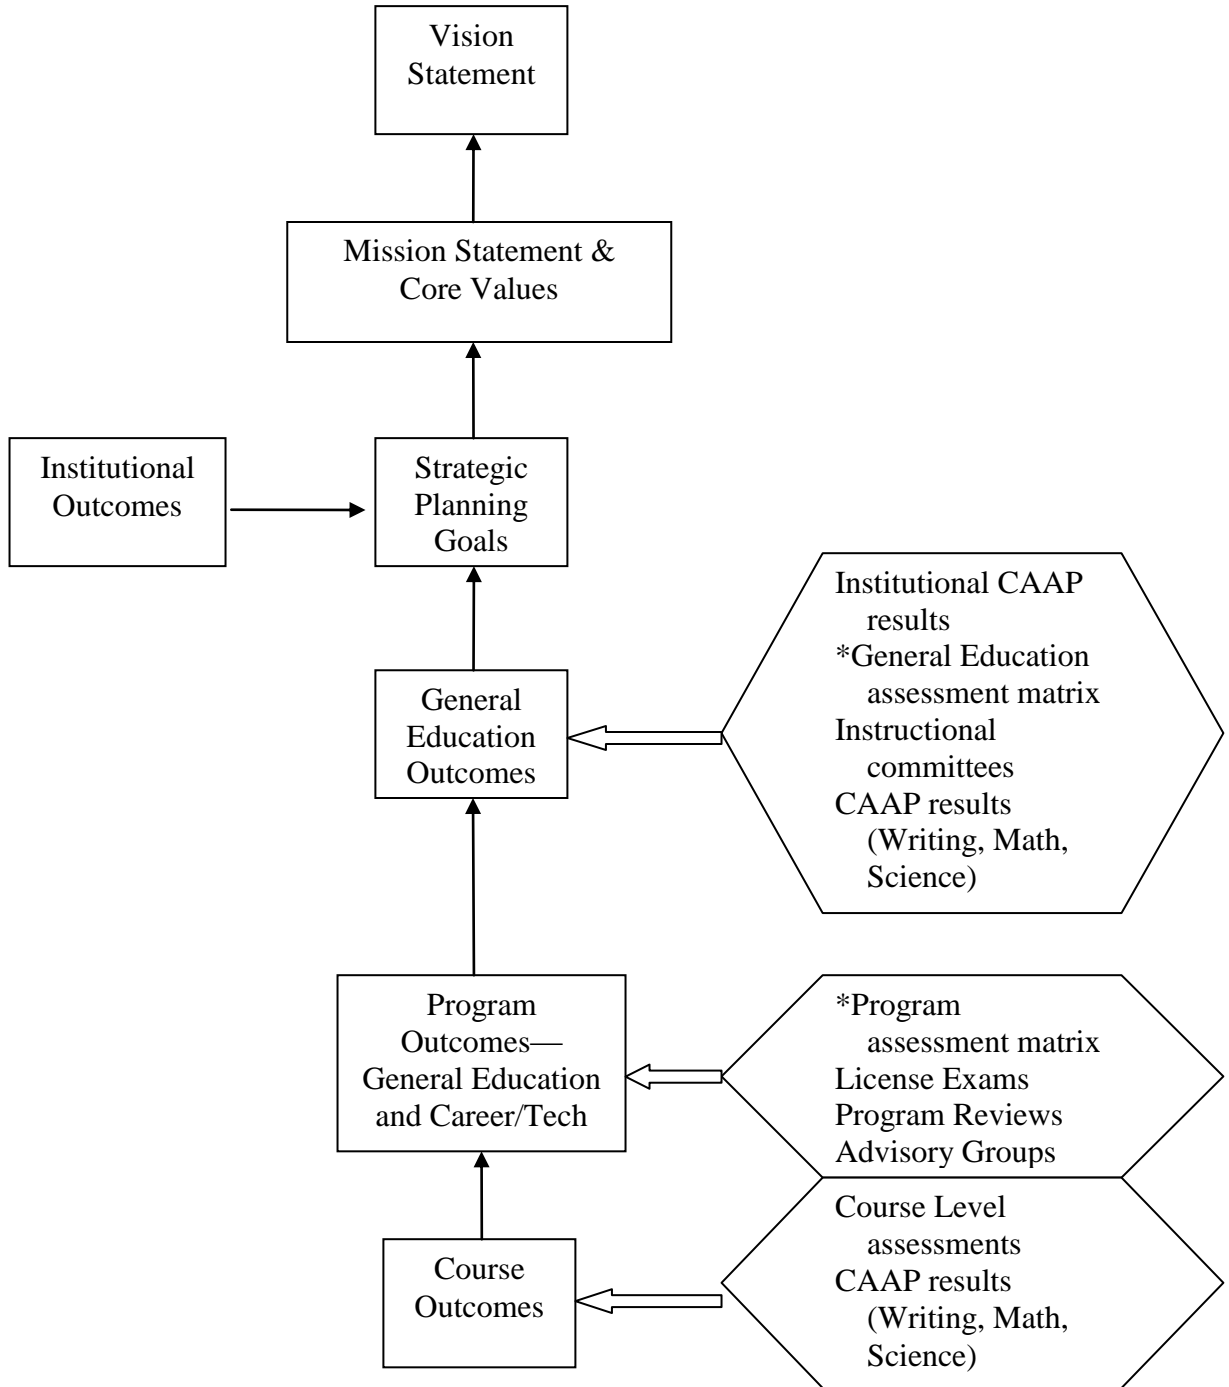 Vision
Statement
Mission Statement &
Core Values
Institutional
Outcomes
Strategic
Planning
Goals
General
Education
Outcomes
Institutional CAAP
results
*General Education
assessment matrix
Instructional
committees
CAAP results
(Writing, Math,
Science)
Program
Outcomes—
General Education
and Career/Tech
*Program
assessment matrix
License Exams
Program Reviews
Advisory Groups
Course
Outcomes
Course Level
assessments
CAAP results
(Writing, Math,
Science)